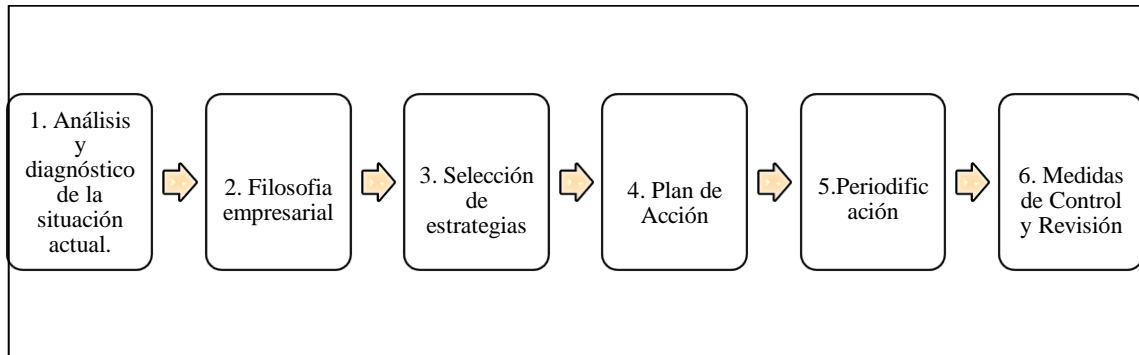 1. Análisis
y
diagnóstico
de la
situación
actual.
2. Filosofia
empresarial
3. Selección
de
estrategias
4. Plan de
Acción
5.Periodific
ación
6. Medidas
de Control
y Revisión